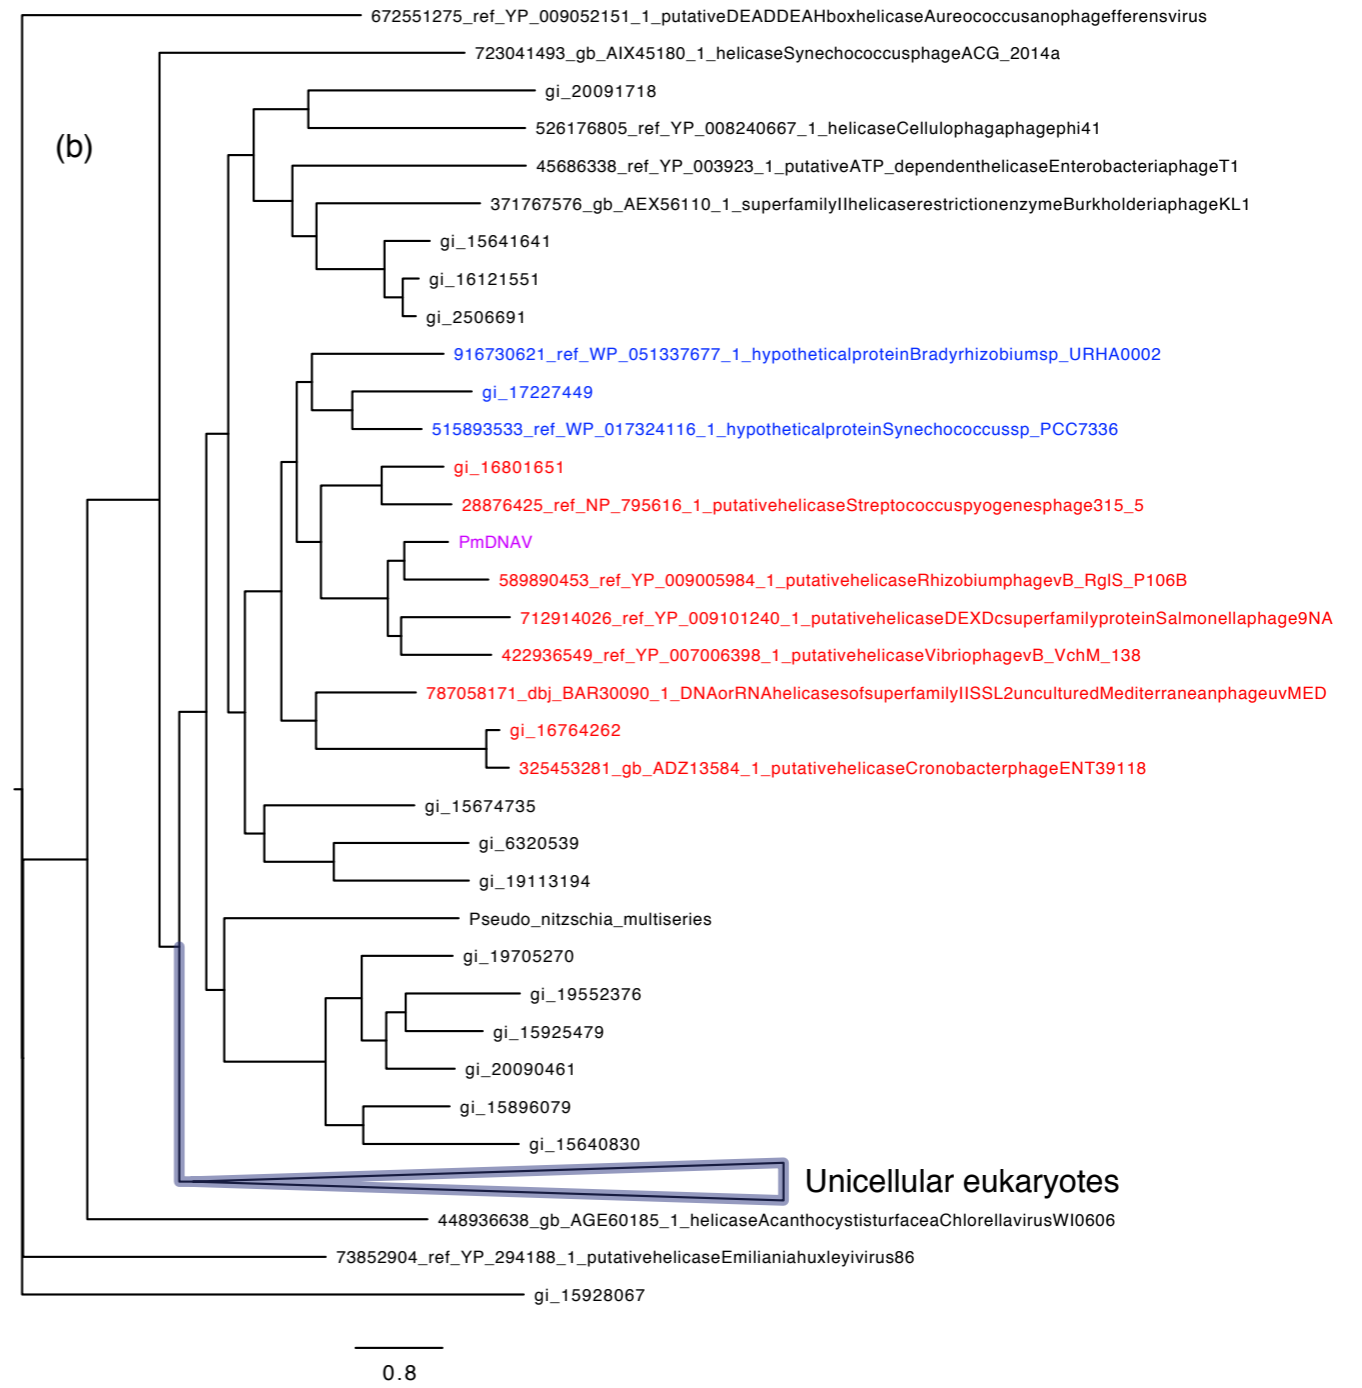 672551275_ref_YP_009052151_1_putativeDEADDEAHboxhelicaseAureococcusanophagefferensvirus
723041493_gb_AIX45180_1_helicaseSynechococcusphageACG_2014a
gi_20091718
526176805_ref_YP_008240667_1_helicaseCellulophagaphagephi41
(b)
45686338_ref_YP_003923_1_putativeATP_dependenthelicaseEnterobacteriaphageT1
371767576_gb_AEX56110_1_superfamilyIIhelicaserestrictionenzymeBurkholderiaphageKL1
gi_15641641
gi_16121551
gi_2506691
916730621_ref_WP_051337677_1_hypotheticalproteinBradyrhizobiumsp_URHA0002
gi_17227449
515893533_ref_WP_017324116_1_hypotheticalproteinSynechococcussp_PCC7336
gi_16801651
28876425_ref_NP_795616_1_putativehelicaseStreptococcuspyogenesphage315_5
PmDNAV
589890453_ref_YP_009005984_1_putativehelicaseRhizobiumphagevB_RglS_P106B
712914026_ref_YP_009101240_1_putativehelicaseDEXDcsuperfamilyproteinSalmonellaphage9NA
422936549_ref_YP_007006398_1_putativehelicaseVibriophagevB_VchM_138
787058171_dbj_BAR30090_1_DNAorRNAhelicasesofsuperfamilyIISSL2unculturedMediterraneanphageuvMED
gi_16764262
325453281_gb_ADZ13584_1_putativehelicaseCronobacterphageENT39118
gi_15674735
gi_6320539
gi_19113194
Pseudo_nitzschia_multiseries
gi_19705270
gi_19552376
gi_15925479
gi_20090461
gi_15896079
gi_15640830
Unicellular eukaryotes
448936638_gb_AGE60185_1_helicaseAcanthocystisturfaceaChlorellavirusWI0606
73852904_ref_YP_294188_1_putativehelicaseEmilianiahuxleyivirus86
gi_15928067
0.8